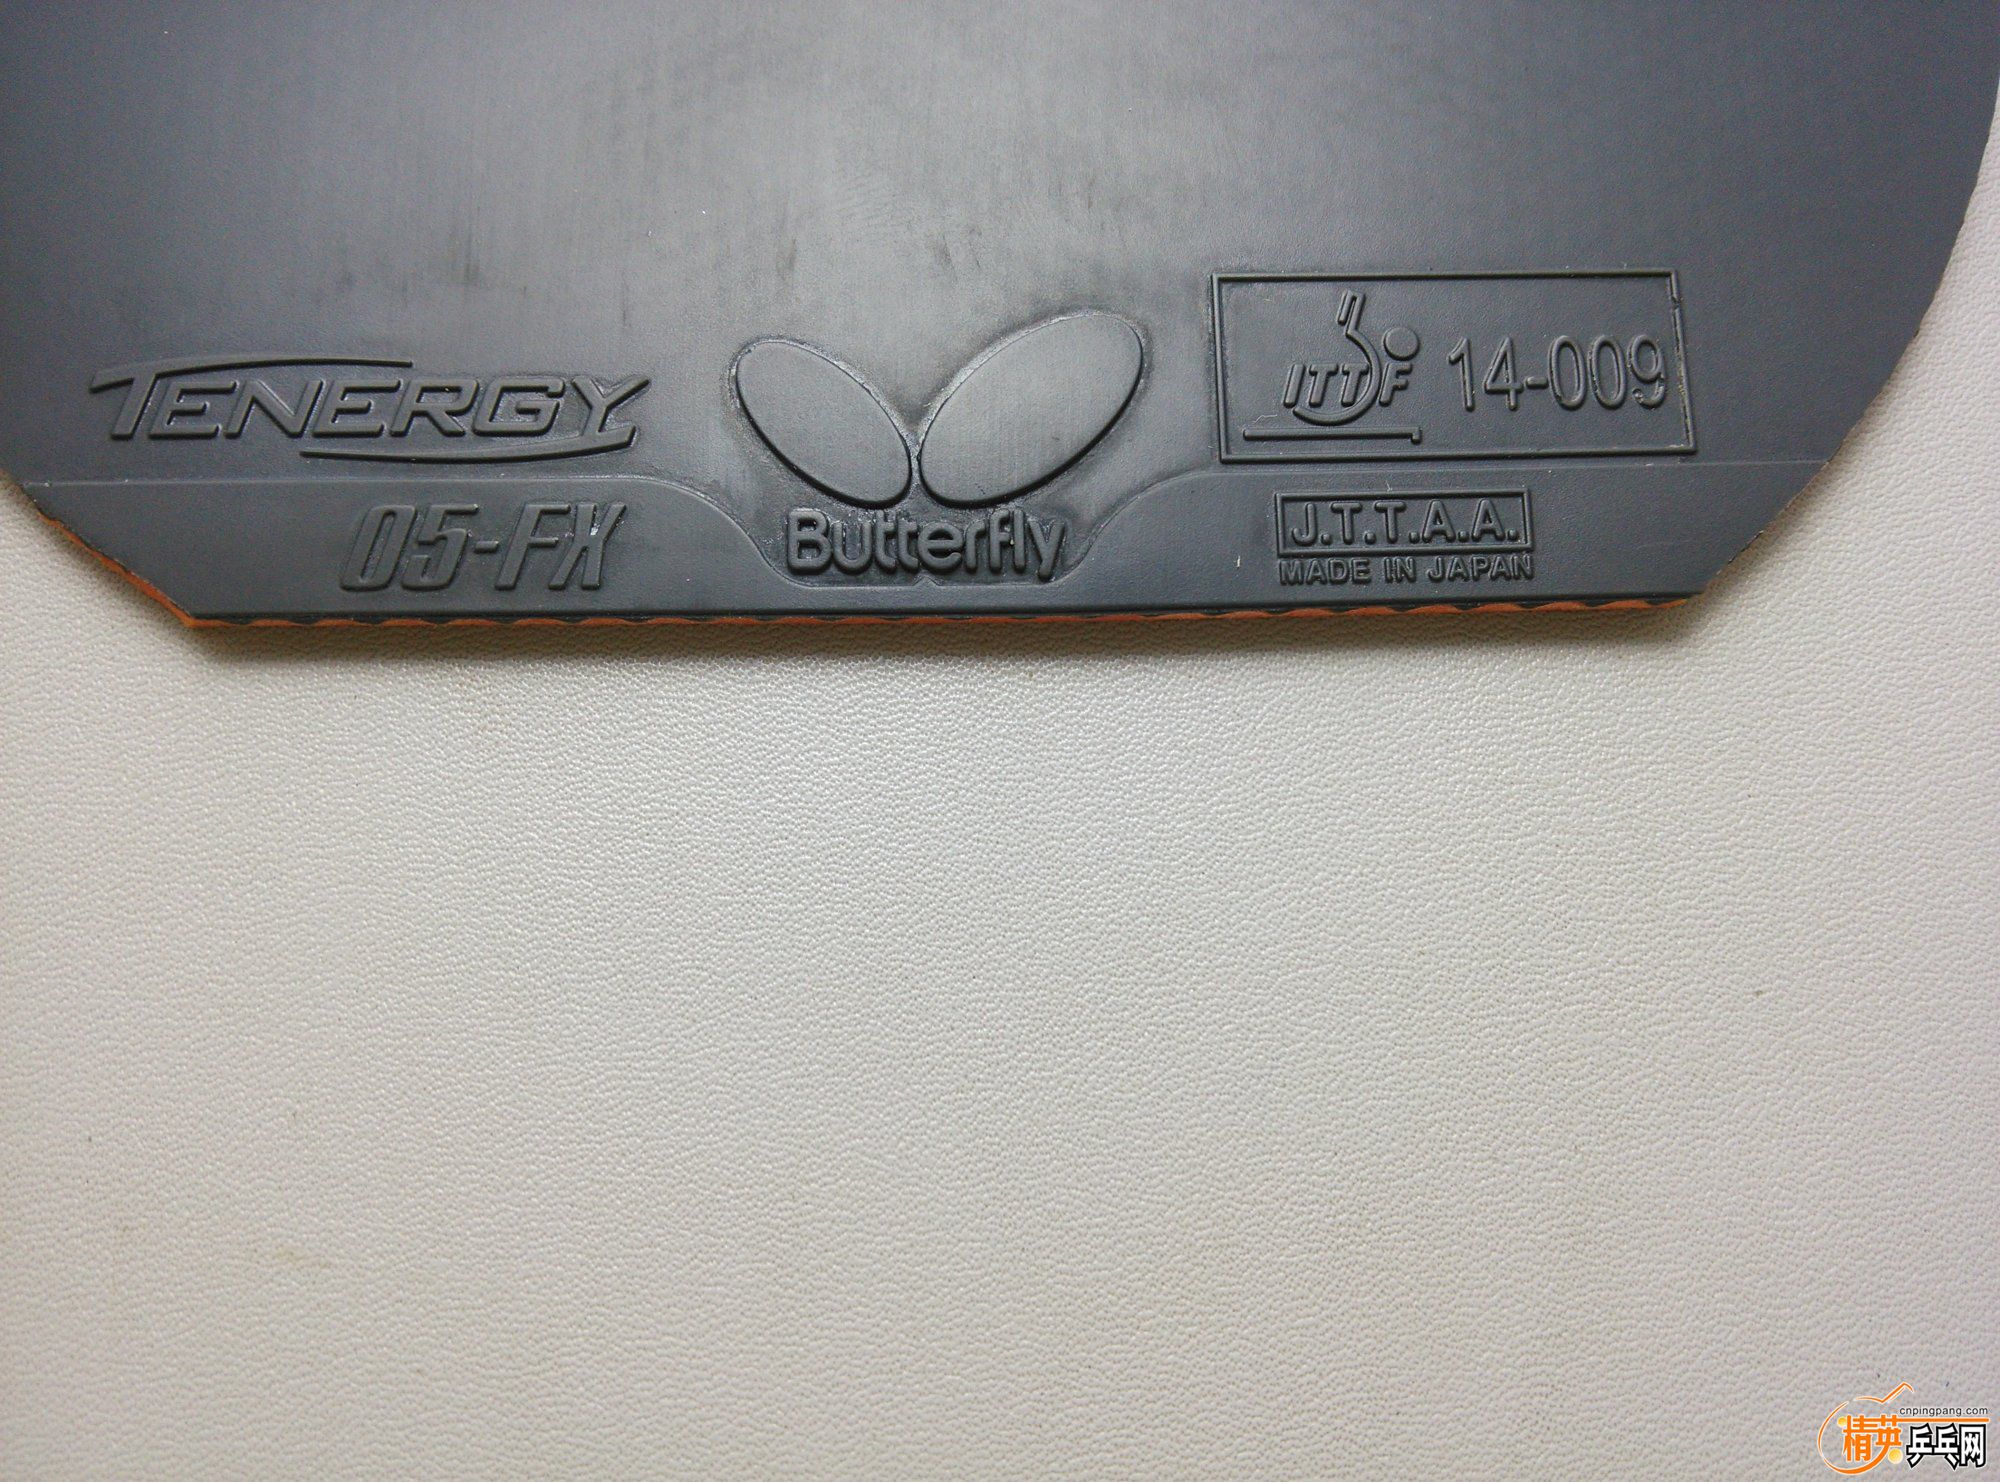 TENERGY
05-FX
Butterfly
ITTF 14-009
J.T.T.A.A.
MADE IN JAPAN
cnpingpang.com
精英乒乓网